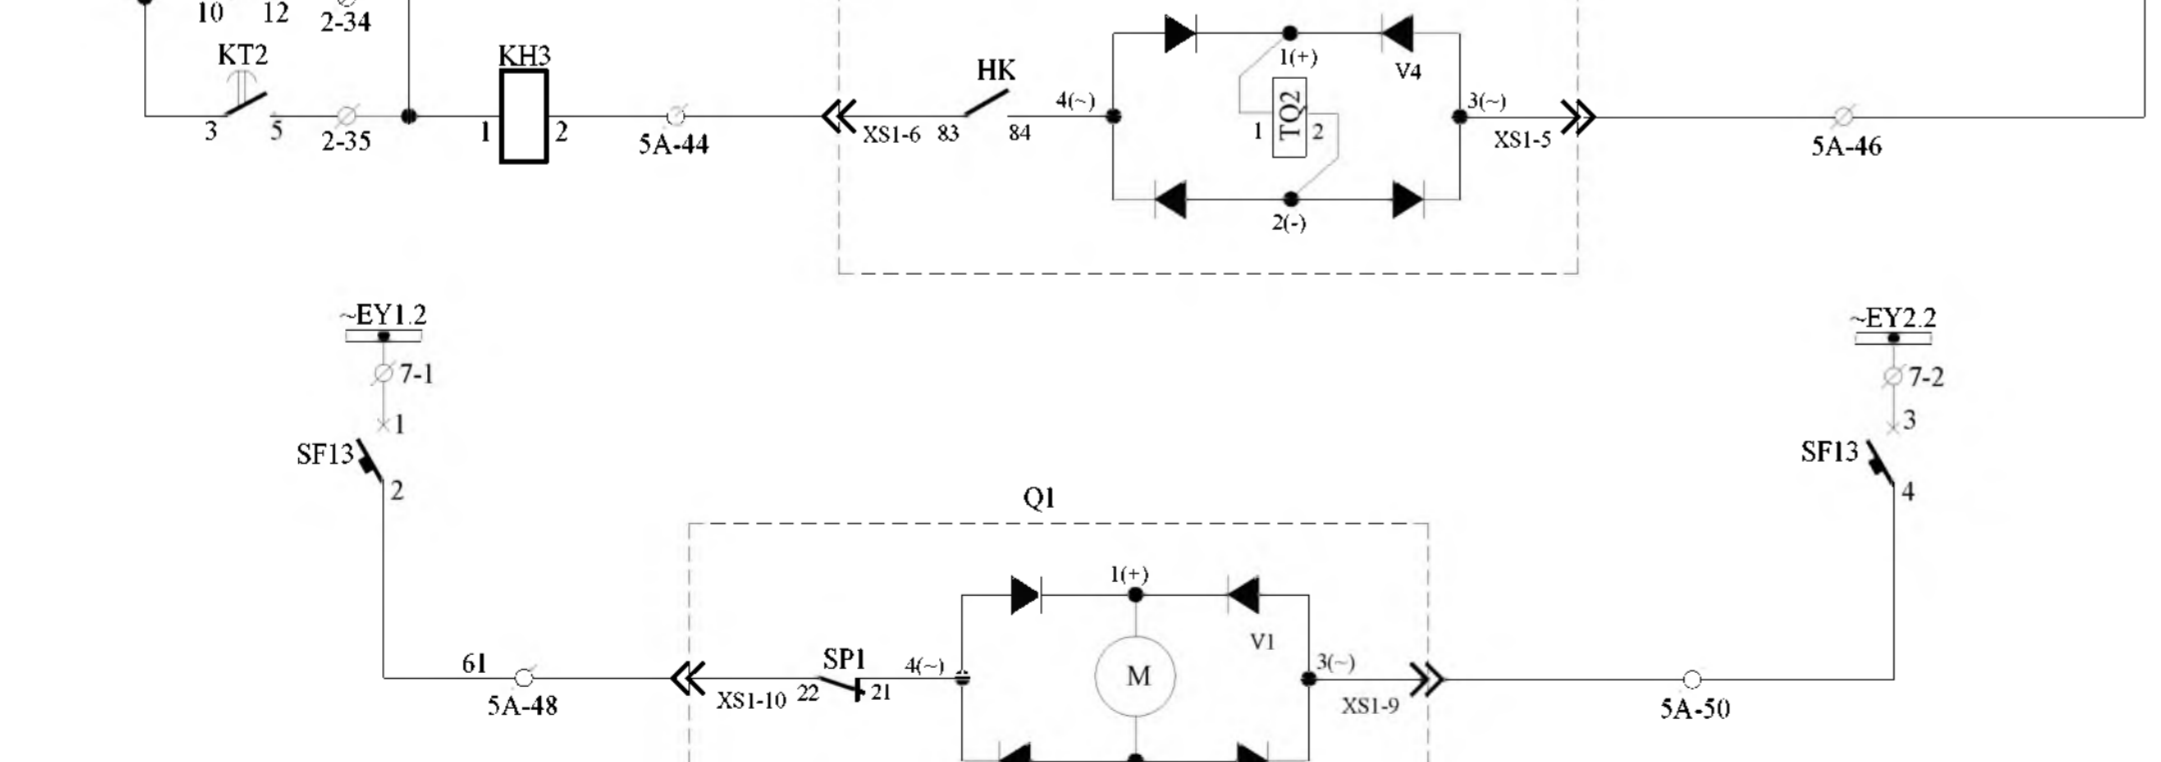 10 12 2-34
KT2
KH3
3 5 2-35
1 2
5A-44
XS1-6 83 84
HK
4(~)
1(+)
V4
1 TQ2 2
2(-)
3(~)
XS1-5
5A-46
~EY1.2
7-1
1
SF13
2
~EY2.2
7-2
3
SF13
4
Q1
61
5A-48
XS1-10 22 21
SP1
4(~)
1(+)
V1
M
3(~)
XS1-9
5A-50